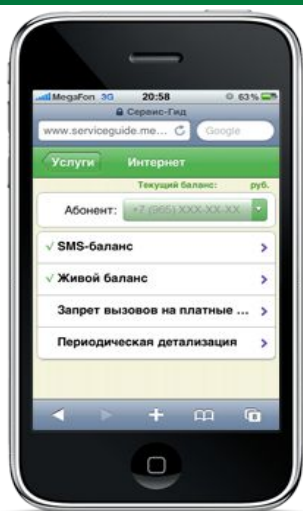 MegaFon 3G 20:58 63%
Сервис-Гид
www.serviceguide.me... Google
Услуги Интернет
Текущий баланс: руб.
Абонент: +7 (965) XXX-XX-XX
√ SMS-баланс
√ Живой баланс
Запрет вызовов на платные ...
Периодическая детализация